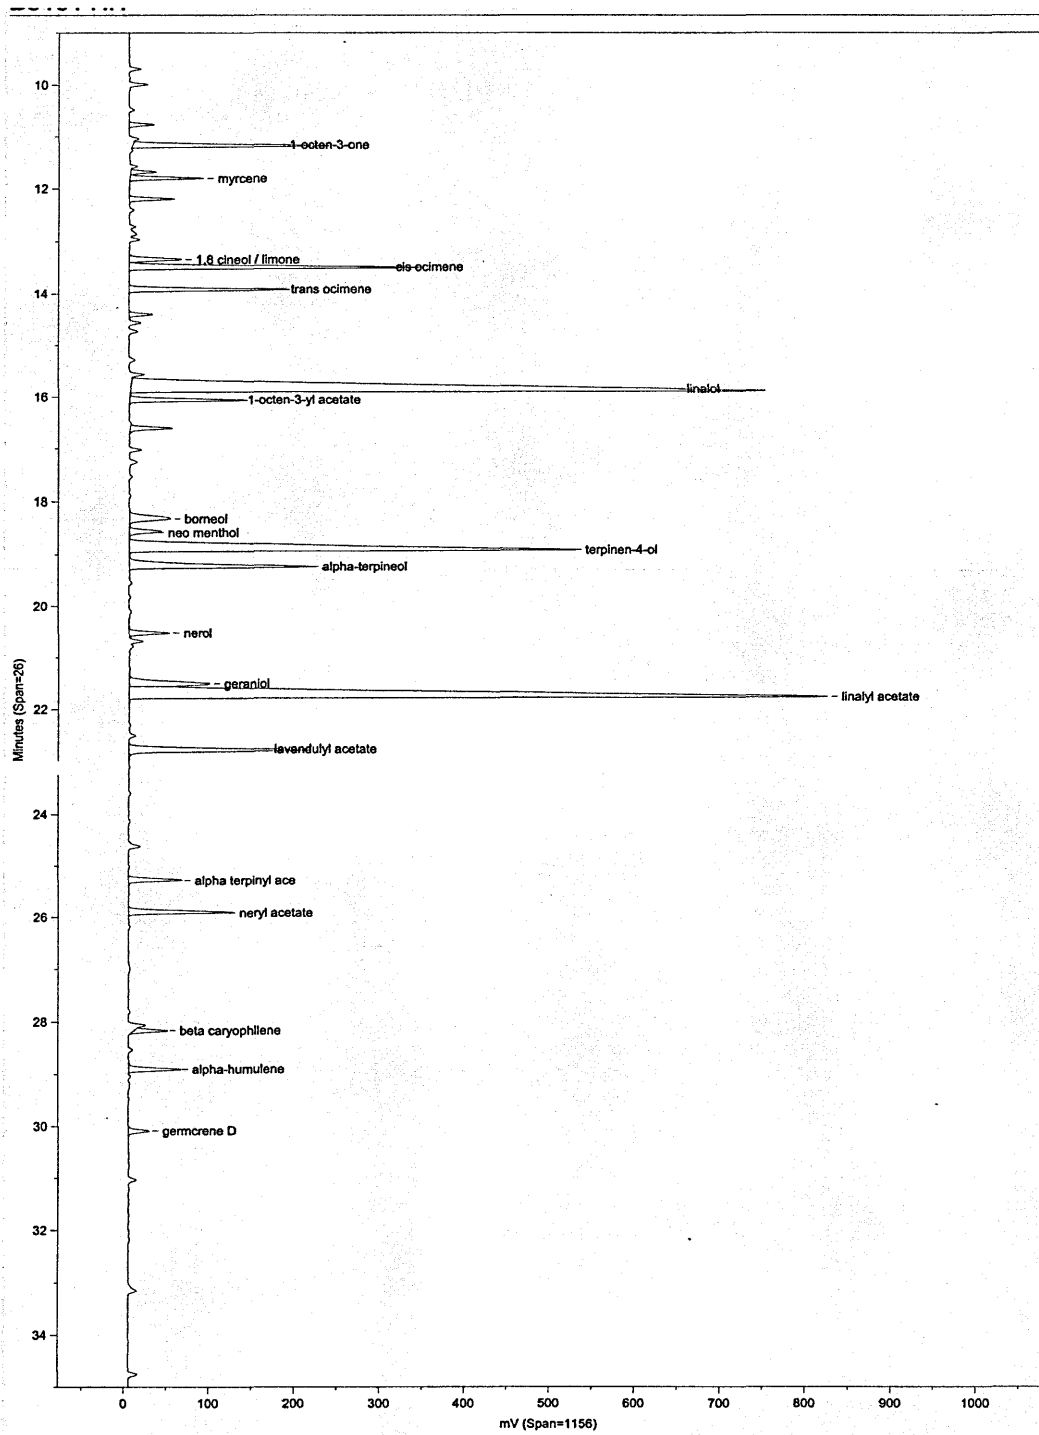 10
1-octen-3-one
myrcene
12
1,8 cineol / limone
cis ocimene
14
trans ocimene
linalol
16
1-octen-3-yl acetate
18
borneol
neo menthol
terpinen-4-ol
alpha-terpineol
20
nerol
geraniol
linalyl acetate
22
lavendulyl acetate
24
alpha terpinyl ace
26
neryl acetate
28
beta caryophllene
alpha-humulene
30
germcrene D
32
34
Minutes (Span=26)
0 100 200 300 400 500 600 700 800 900 1000
mV (Span=1156)